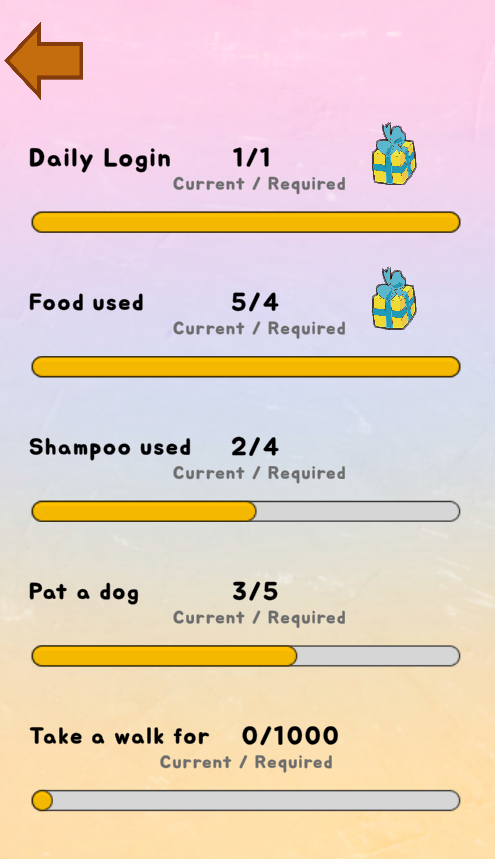 Daily Login 1/1
Current / Required
Food used 5/4
Current / Required
Shampoo used 2/4
Current / Required
Pat a dog 3/5
Current / Required
Take a walk for 0/1000
Current / Required